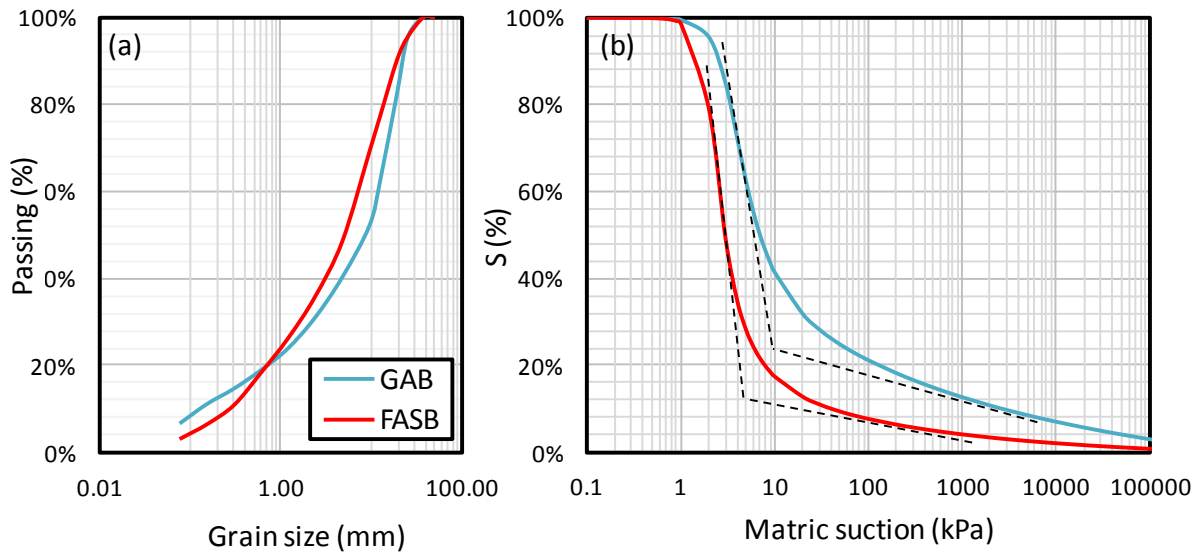 (a)
100%
80%
0%
0%
20%
0%
Passing (%)
0.01
1.00
100.00
Grain size (mm)
GAB
FASB
(b)
100%
80%
60%
40%
20%
0%
S (%)
0.1
1
10
100
1000
10000
100000
Matric suction (kPa)